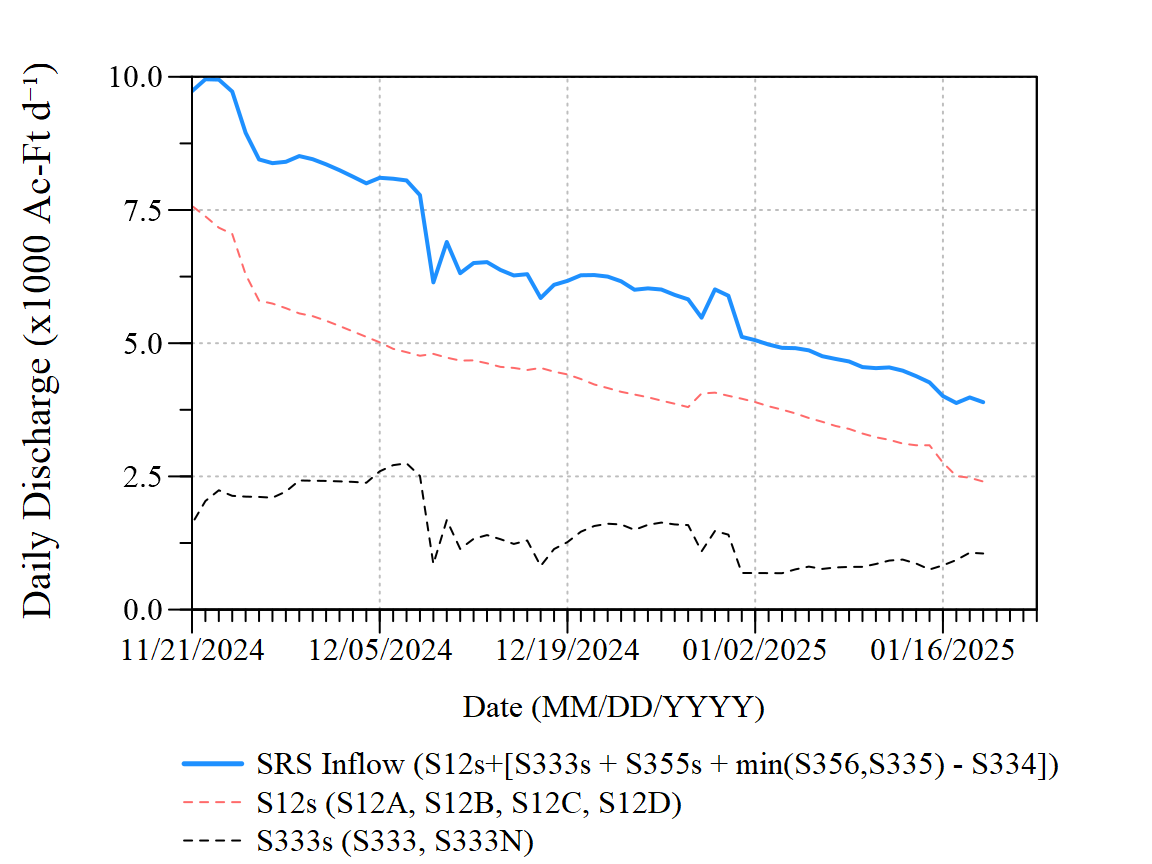 Daily Discharge (x1000 Ac-Ft d⁻¹)
10.0
7.5
5.0
2.5
0.0
11/21/2024 12/05/2024 12/19/2024 01/02/2025 01/16/2025
Date (MM/DD/YYYY)
SRS Inflow (S12s+[S333s + S355s + min(S356,S335) - S334])
S12s (S12A, S12B, S12C, S12D)
S333s (S333, S333N)